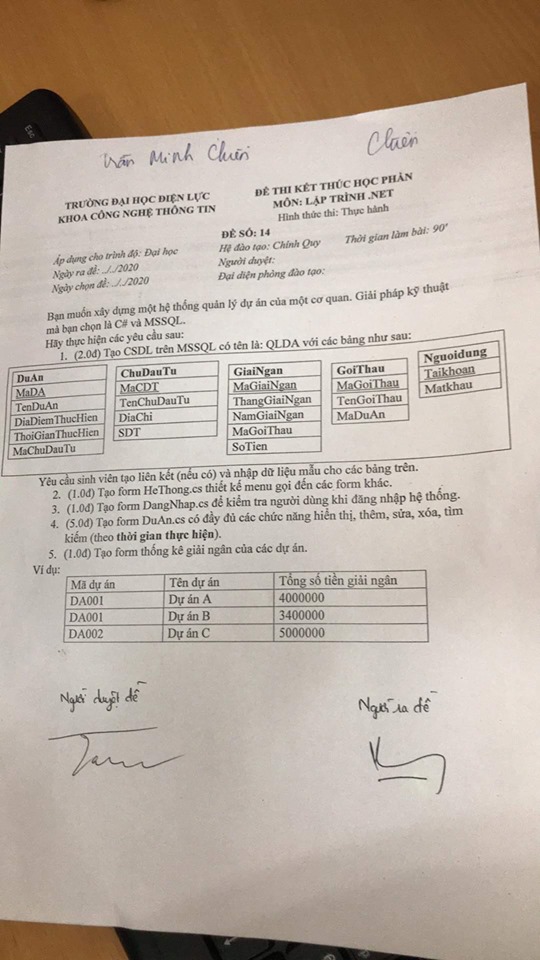 Trần Minh Chiến
Chiến
TRƯỜNG ĐẠI HỌC ĐIỆN LỰC
KHOA CÔNG NGHỆ THÔNG TIN
ĐỀ THI KẾT THÚC HỌC PHẦN
MÔN: LẬP TRÌNH .NET
Hình thức thi: Thực hành
ĐỀ SỐ: 14
Áp dụng cho trình độ: Đại học
Hệ đào tạo: Chính Quy
Thời gian làm bài: 90'
Ngày ra đề: ../../2020
Người duyệt:
Ngày chọn đề: ../../2020
Đại diện phòng đào tạo:
Bạn muốn xây dựng một hệ thống quản lý dự án của một cơ quan. Giải pháp kỹ thuật
mà bạn chọn là C# và MSSQL.
Hãy thực hiện các yêu cầu sau:
1. (2.0đ) Tạo CSDL trên MSSQL có tên là: QLDA với các bảng như sau:
DuAn
MaDA
TenDuAn
DiaDiemThucHien
ThoiGianThucHien
MaChuDauTu
ChuDauTu
MaCDT
TenChuDauTu
DiaChi
SDT
GiaiNgan
MaGiaiNgan
ThangGiaiNgan
NamGiaiNgan
MaGoiThau
SoTien
GoiThau
MaGoiThau
TenGoiThau
MaDuAn
Nguoidung
Taikhoan
Matkhau
Yêu cầu sinh viên tạo liên kết (nếu có) và nhập dữ liệu mẫu cho các bảng trên.
2. (1.0đ) Tạo form HeThong.cs thiết kế menu gọi đến các form khác.
3. (1.0đ) Tạo form DangNhap.cs để kiểm tra người dùng khi đăng nhập hệ thống.
4. (5.0đ) Tạo form DuAn.cs có đầy đủ các chức năng hiển thị, thêm, sửa, xóa, tìm
kiếm (theo thời gian thực hiện).
5. (1.0đ) Tạo form thống kê giải ngân của các dự án.
Ví dụ:
Mã dự án Tên dự án Tổng số tiền giải ngân
DA001 Dự án A 4000000
DA001 Dự án B 3400000
DA002 Dự án C 5000000
Người duyệt đề
Người ra đề